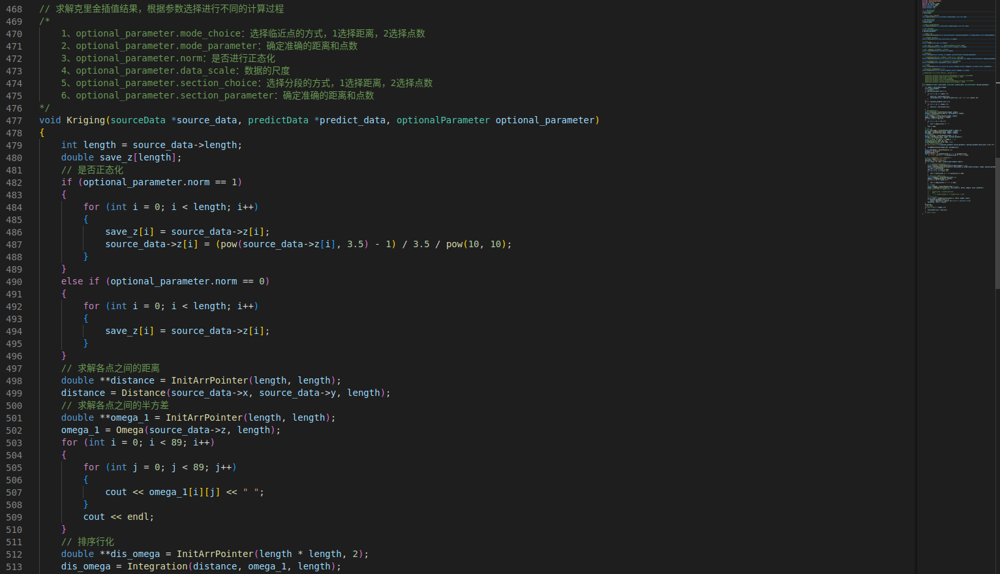 468 // 求解克里金插值结果，根据参数选择进行不同的计算过程
469 /*
470 1、optional_parameter.mode_choice：选择临近点的方式，1选择距离，2选择点数
471 2、optional_parameter.mode_parameter：确定准确的距离和点数
472 3、optional_parameter.norm：是否进行正态化
473 4、optional_parameter.data_scale：数据的尺度
474 5、optional_parameter.section_choice：选择分段的方式，1选择距离，2选择点数
475 6、optional_parameter.section_parameter：确定准确的距离和点数
476 */
477 void Kriging(sourceData *source_data, predictData *predict_data, optionalParameter optional_parameter)
478 {
479 int length = source_data->length;
480 double save_z[length];
481 // 是否正态化
482 if (optional_parameter.norm == 1)
483 {
484 for (int i = 0; i < length; i++)
485 {
486 save_z[i] = source_data->z[i];
487 source_data->z[i] = (pow(source_data->z[i], 3.5) - 1) / 3.5 / pow(10, 10);
488 }
489 }
490 else if (optional_parameter.norm == 0)
491 {
492 for (int i = 0; i < length; i++)
493 {
494 save_z[i] = source_data->z[i];
495 }
496 }
497 // 求解各点之间的距离
498 double **distance = InitArrPointer(length, length);
499 distance = Distance(source_data->x, source_data->y, length);
500 // 求解各点之间的半方差
501 double **omega_1 = InitArrPointer(length, length);
502 omega_1 = Omega(source_data->z, length);
503 for (int i = 0; i < 89; i++)
504 {
505 for (int j = 0; j < 89; j++)
506 {
507 cout << omega_1[i][j] << " ";
508 }
509 cout << endl;
510 }
511 // 排序行化
512 double **dis_omega = InitArrPointer(length * length, 2);
513 dis_omega = Integration(distance, omega_1, length);